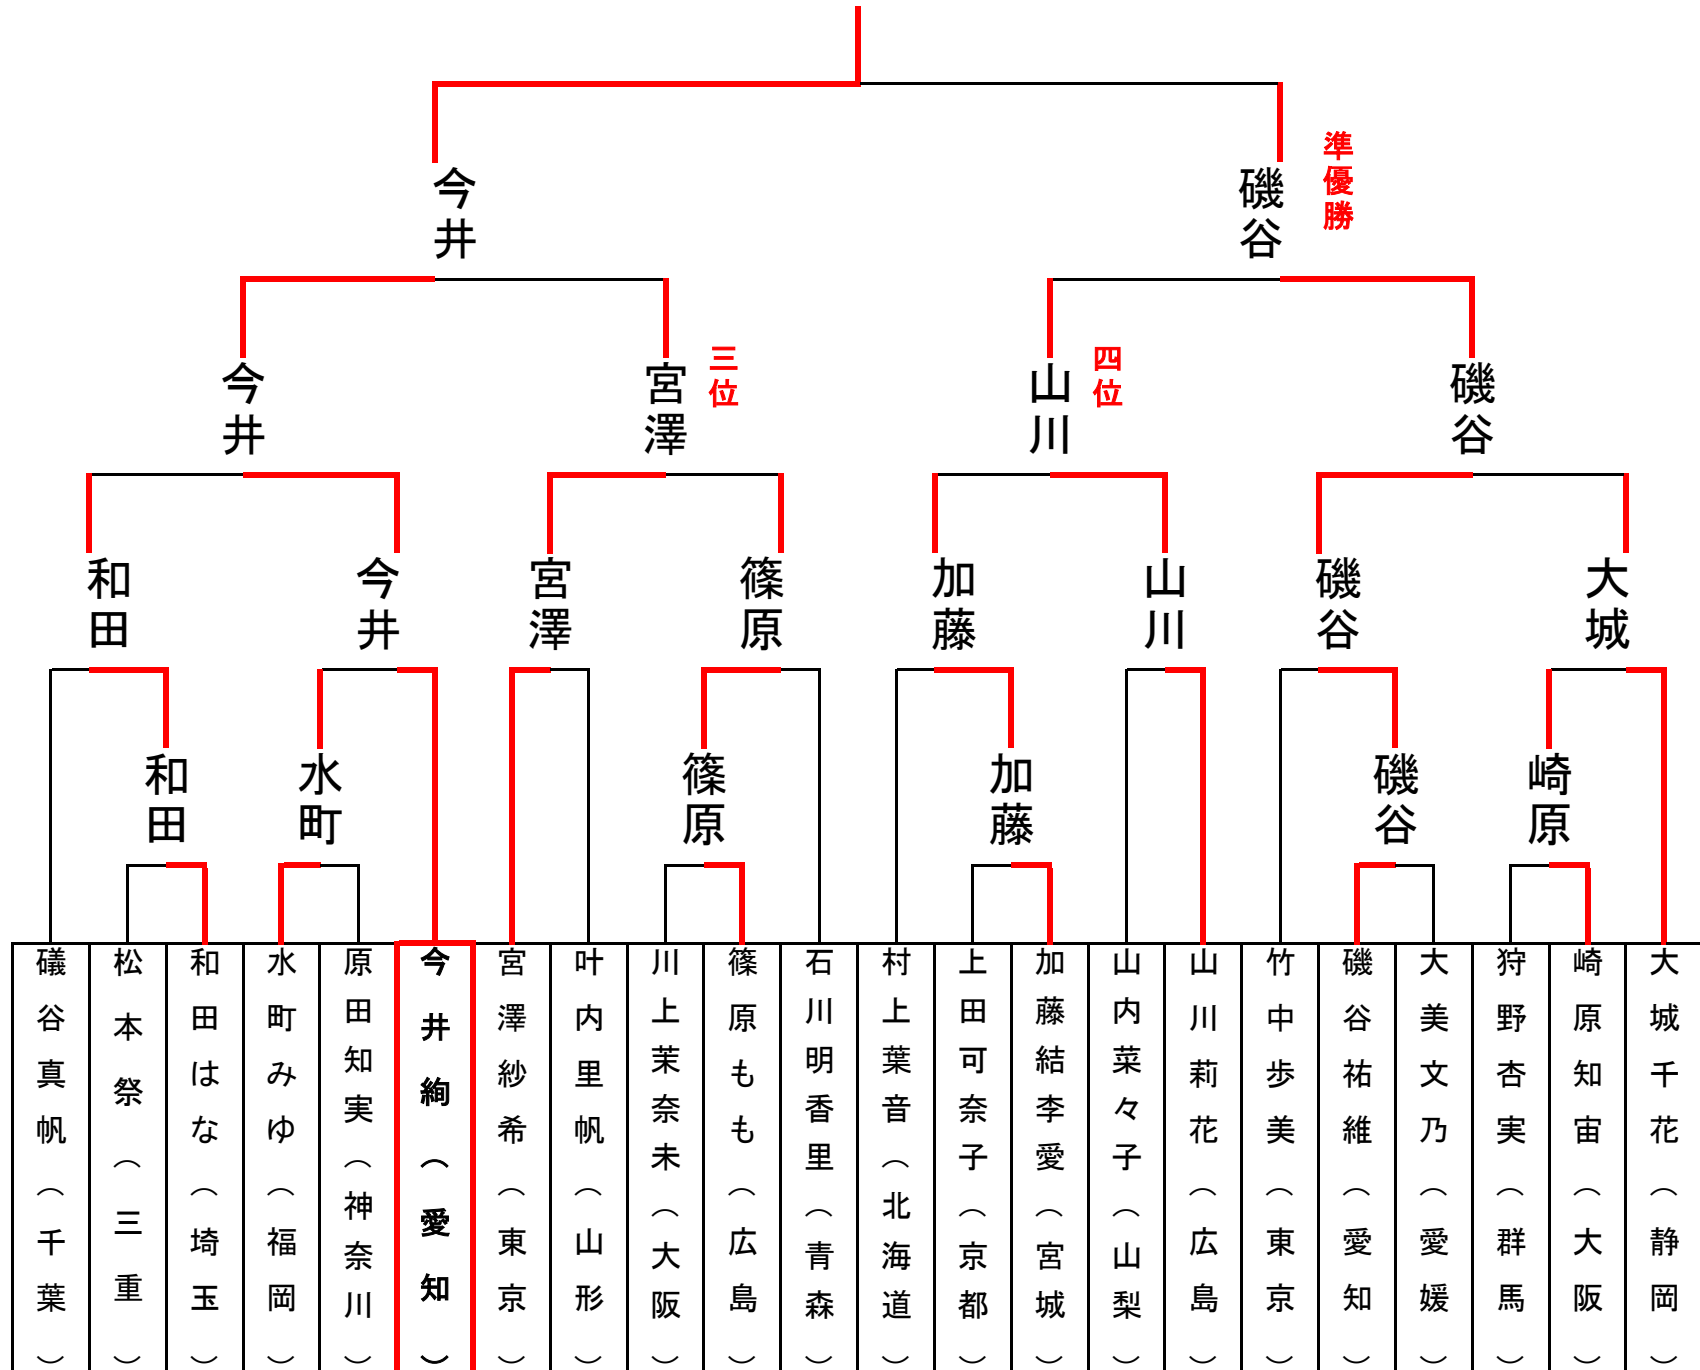 準優勝
今井
磯谷
三位
四位
今井
宮澤
山川
磯谷
和田
今井
宮澤
篠原
加藤
山川
磯谷
大城
和田
水町
篠原
加藤
磯谷
崎原
礒谷真帆（千葉）
松本祭（三重）
和田はな（埼玉）
水町みゆ（福岡）
原田知実（神奈川）
今井絢（愛知）
宮澤紗希（東京）
叶内里帆（山形）
川上茉奈未（大阪）
篠原もも（広島）
石川明香里（青森）
村上葉音（北海道）
上田可奈子（京都）
加藤結李愛（宮城）
山内菜々子（山梨）
山川莉花（広島）
竹中歩美（東京）
磯谷祐維（愛知）
大美文乃（愛媛）
狩野杏実（群馬）
崎原知宙（大阪）
大城千花（静岡）